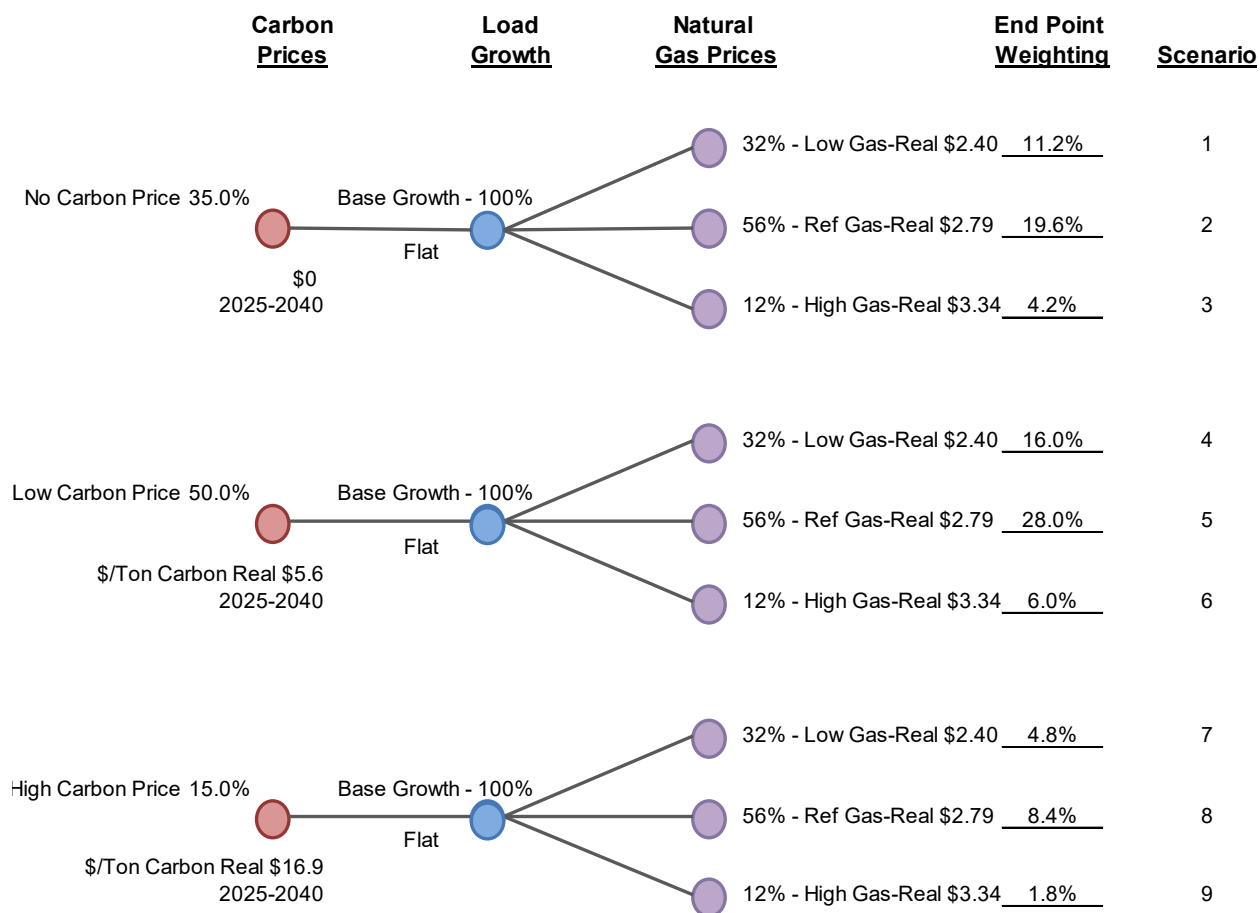 Carbon Prices
Load Growth
Natural Gas Prices
End Point Weighting
Scenario
32% - Low Gas-Real $2.40 11.2% 1
No Carbon Price 35.0% Base Growth - 100%
56% - Ref Gas-Real $2.79 19.6% 2
Flat
$0
2025-2040
12% - High Gas-Real $3.34 4.2% 3
32% - Low Gas-Real $2.40 16.0% 4
Low Carbon Price 50.0% Base Growth - 100%
56% - Ref Gas-Real $2.79 28.0% 5
Flat
$/Ton Carbon Real $5.6
2025-2040
12% - High Gas-Real $3.34 6.0% 6
32% - Low Gas-Real $2.40 4.8% 7
High Carbon Price 15.0% Base Growth - 100%
56% - Ref Gas-Real $2.79 8.4% 8
Flat
$/Ton Carbon Real $16.9
2025-2040
12% - High Gas-Real $3.34 1.8% 9